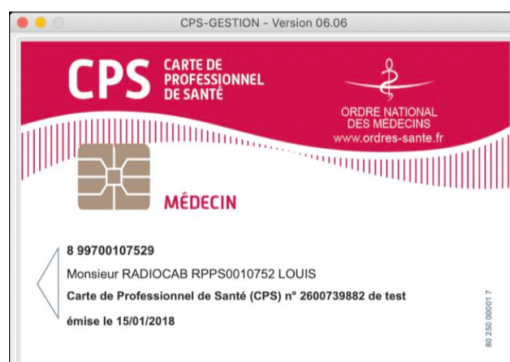 CPS-GESTION - Version 06.06
CPS
CARTE DE
PROFESSIONNEL
DE SANTÉ
ORDRE NATIONAL
DES MÉDECINS
www.ordres-sante.fr
MÉDECIN
8 99700107529
Monsieur RADIOCAB RPPS0010752 LOUIS
Carte de Professionnel de Santé (CPS) n° 2600739882 de test
émise le 15/01/2018
80 250 000001 7